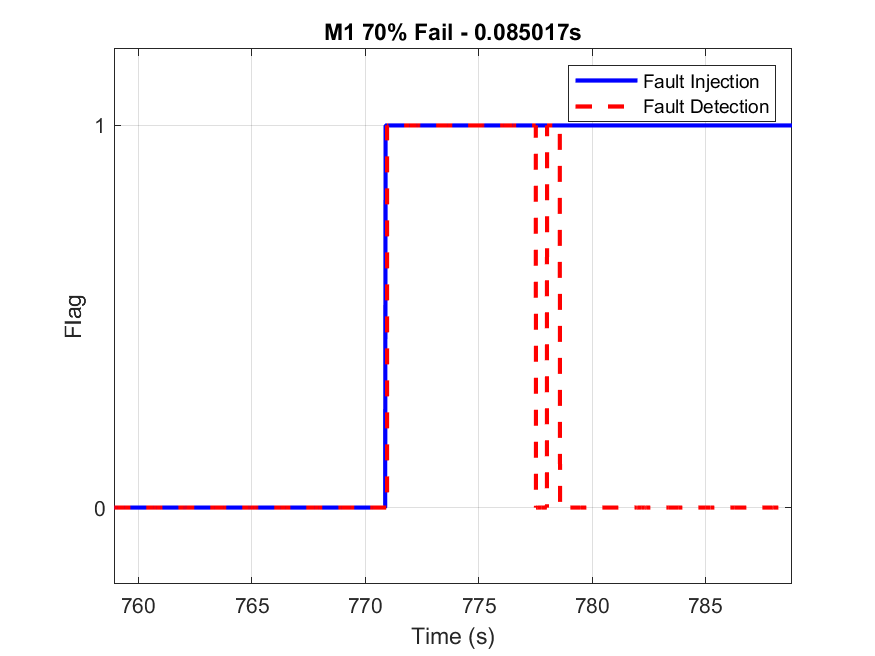 M1 70% Fail - 0.085017s
Fault Injection
Fault Detection
1
0
Flag
760 765 770 775 780 785
Time (s)